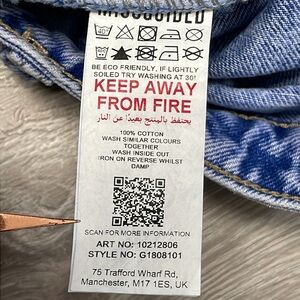 MISSGUIDED
BE ECO FRIENDLY, IF LIGHTLY
SOILED TRY WASHING AT 30°
KEEP AWAY
FROM FIRE
يحتفظ بالمنتج بعيدًا عن النار
100% COTTON
WASH SIMILAR COLOURS
TOGETHER
WASH INSIDE OUT
IRON ON REVERSE WHILST
DAMP
SCAN FOR MORE INFORMATION
ART NO: 10212806
STYLE NO: G1808101
75 Trafford Wharf Rd,
Manchester, M17 1ES, UK